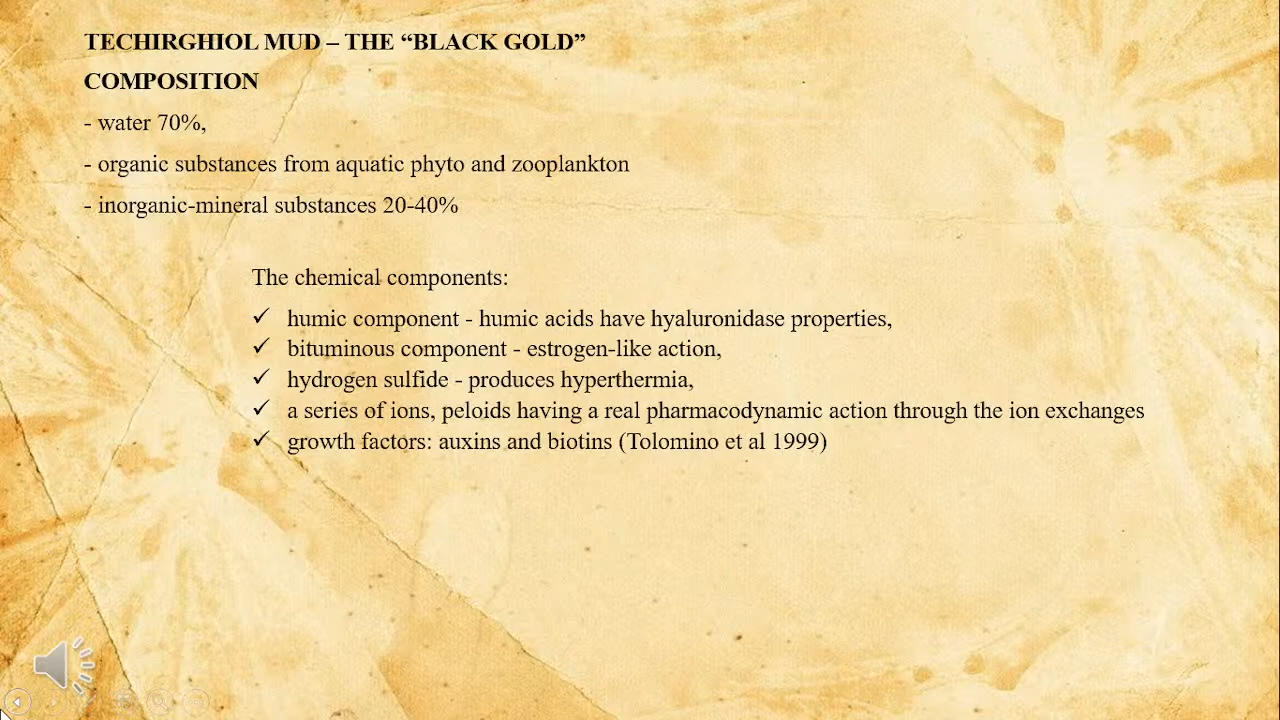 TECHIRGHIOL MUD – THE “BLACK GOLD”
COMPOSITION
- water 70%,
- organic substances from aquatic phyto and zooplankton
- inorganic-mineral substances 20-40%
The chemical components:
✓ humic component - humic acids have hyaluronidase properties,
✓ bituminous component - estrogen-like action,
✓ hydrogen sulfide - produces hyperthermia,
✓ a series of ions, peloids having a real pharmacodynamic action through the ion exchanges
✓ growth factors: auxins and biotins (Tolomino et al 1999)